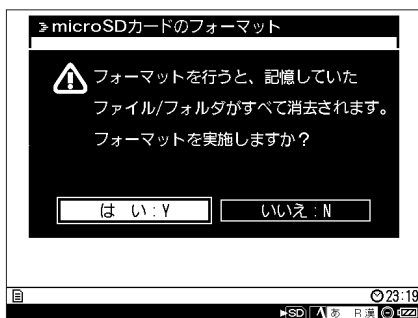 microSDカードのフォーマット
フォーマットを行うと、記憶していた
ファイル/フォルダがすべて消去されます。
フォーマットを実施しますか?
はい:Y いいえ:N
23:19
SD あ R漢